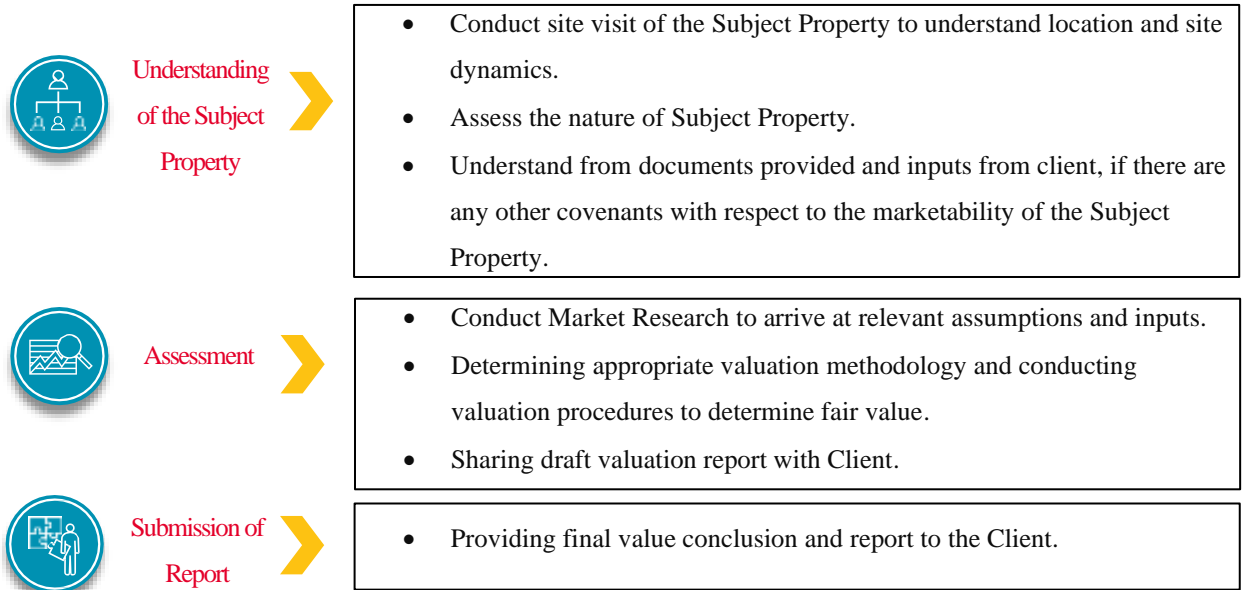 Understanding
of the Subject
Property
• Conduct site visit of the Subject Property to understand location and site
dynamics.
• Assess the nature of Subject Property.
• Understand from documents provided and inputs from client, if there are
any other covenants with respect to the marketability of the Subject
Property.
Assessment
• Conduct Market Research to arrive at relevant assumptions and inputs.
• Determining appropriate valuation methodology and conducting
valuation procedures to determine fair value.
• Sharing draft valuation report with Client.
Submission of
Report
• Providing final value conclusion and report to the Client.